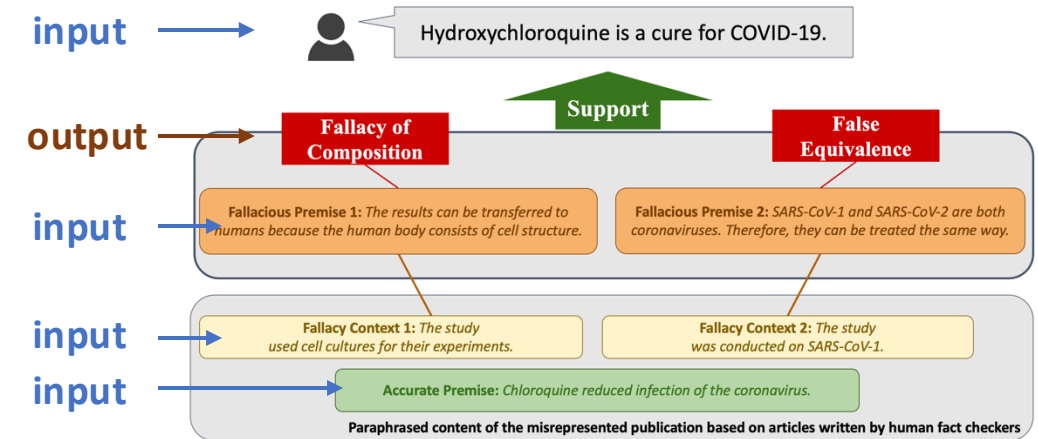 input
Hydroxychloroquine is a cure for COVID-19.
Support
output
Fallacy of
Composition
False
Equivalence
input
Fallacious Premise 1: The results can be transferred to
humans because the human body consists of cell structure.
Fallacious Premise 2: SARS-CoV-1 and SARS-CoV-2 are both
coronaviruses. Therefore, they can be treated the same way.
input
Fallacy Context 1: The study
used cell cultures for their experiments.
Fallacy Context 2: The study
was conducted on SARS-CoV-1.
input
Accurate Premise: Chloroquine reduced infection of the coronavirus.
Paraphrased content of the misrepresented publication based on articles written by human fact checkers